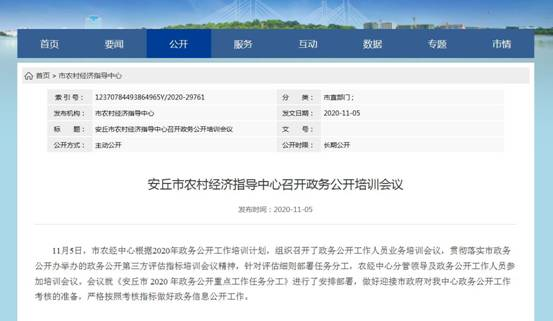 首页 要闻 公开 服务 互动 数据 专题 市情
首页 > 市农村经济指导中心
索 引 号： 12370784493864965Y/2020-29761 分 类： 市直部门；
发布机构： 市农村经济指导中心 发文日期： 2020-11-05
标 题： 安丘市农村经济指导中心召开政务公开培训会议 文 号：
公开方式： 主动公开 公开时限： 长期公开
安丘市农村经济指导中心召开政务公开培训会议
发布时间：2020-11-05
11月5日，市农经中心根据2020年政务公开工作培训计划，组织召开了政务公开工作人员业务培训会议，贯彻落实市政务
公开办举办的政务公开第三方评估指标培训会议精神，针对评估细则部署任务分工，农经中心分管领导及政务公开工作人员参
加培训会议。会议就《安丘市 2020 年政务公开重点工作任务分工》进行了安排部署，做好迎接市政府对我中心政务公开工作
考核的准备，严格按照考核指标做好政务信息公开工作。